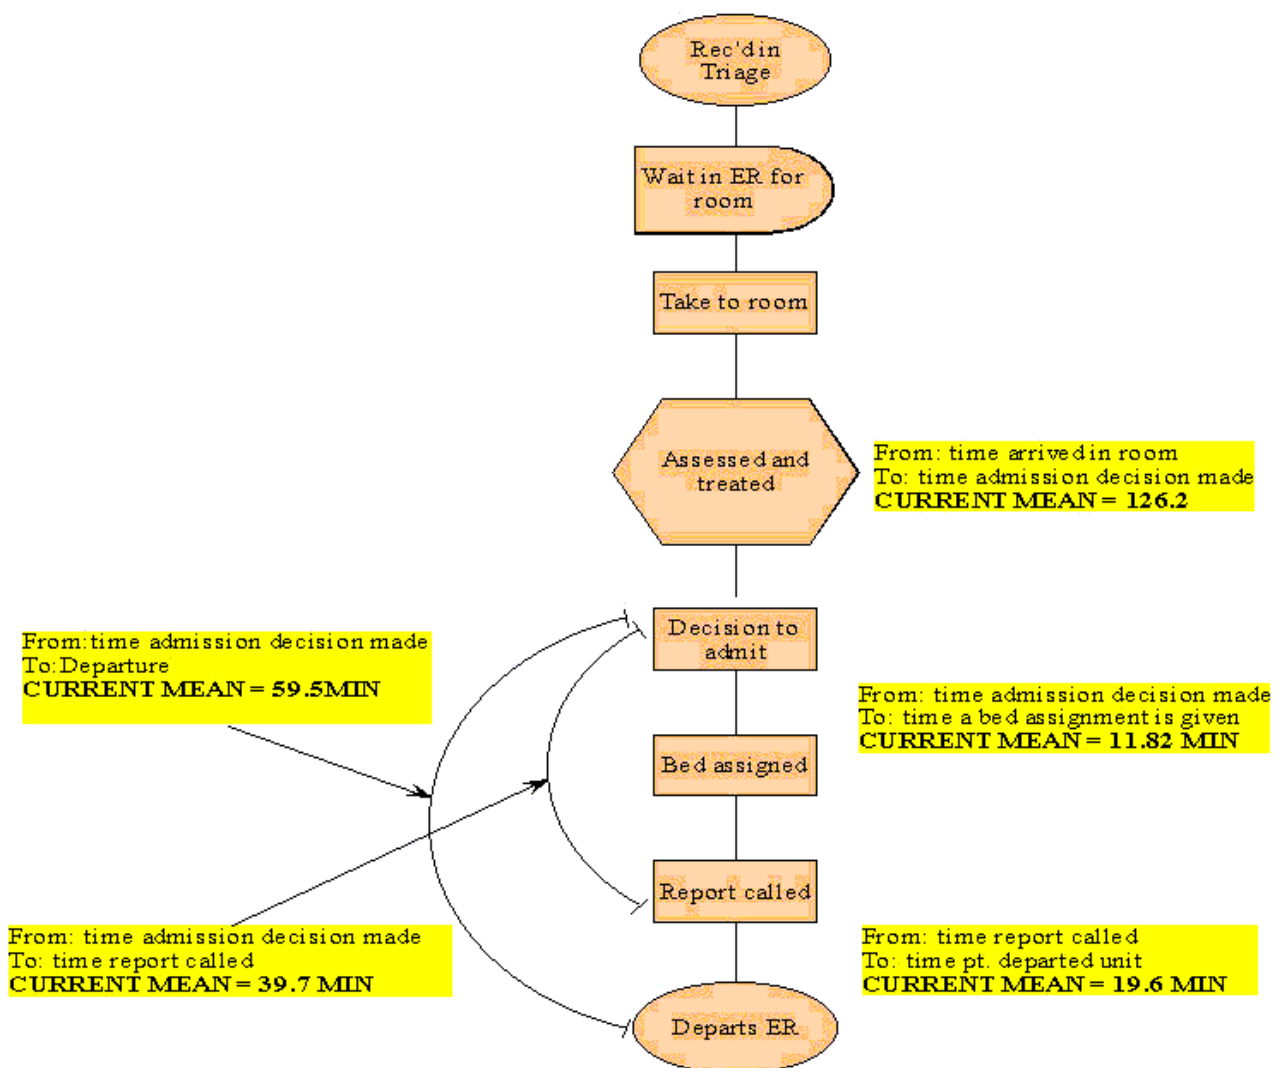 Rec'd in
Triage
Wait in ER for
room
Take to room
Assessed and
treated
From: time arrived in room
To: time admission decision made
CURRENT MEAN = 126.2
Decision to
admit
From: time admission decision made
To: Departure
CURRENT MEAN = 59.5MIN
From: time admission decision made
To: time a bed assignment is given
CURRENT MEAN = 11.82 MIN
Bed assigned
Report called
From: time admission decision made
To: time report called
CURRENT MEAN = 39.7 MIN
From: time report called
To: time pt. departed unit
CURRENT MEAN = 19.6 MIN
Departs ER